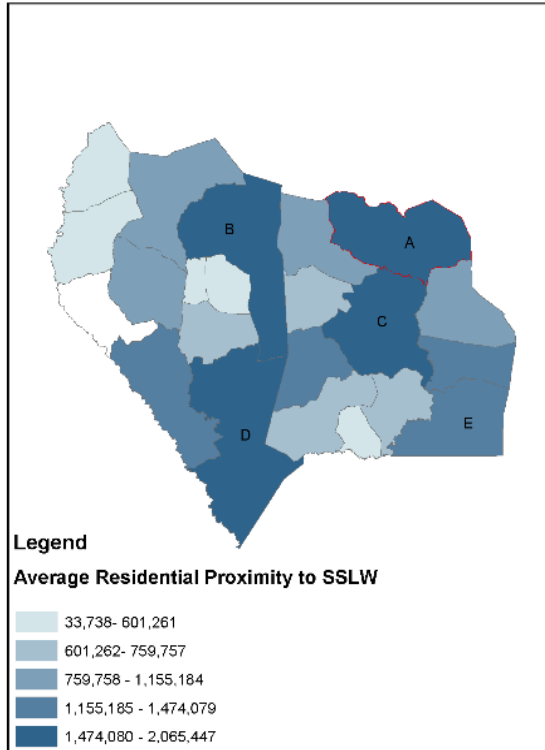 B
A
C
D
E
Legend
Average Residential Proximity to SSLW
33,738- 601,261
601,262- 759,757
759,758 - 1,155,184
1,155,185 - 1,474,079
1,474,080 - 2,065,447